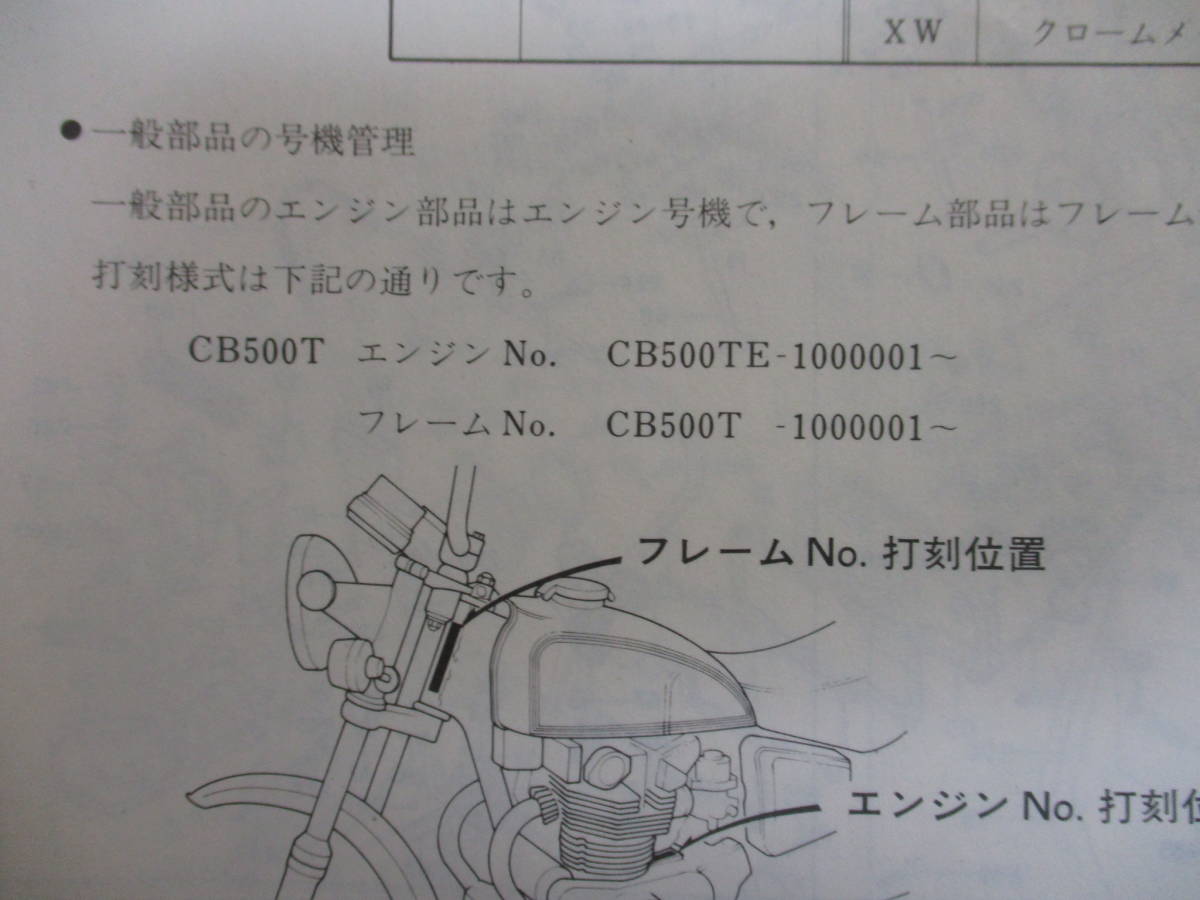 XW クロームメ
●一般部品の号機管理
一般部品のエンジン部品はエンジン号機で，フレーム部品はフレーム
打刻様式は下記の通りです。
CB500T エンジンNo. CB500TE-1000001～
フレームNo. CB500T -1000001～
フレームNo. 打刻位置
エンジンNo. 打刻位